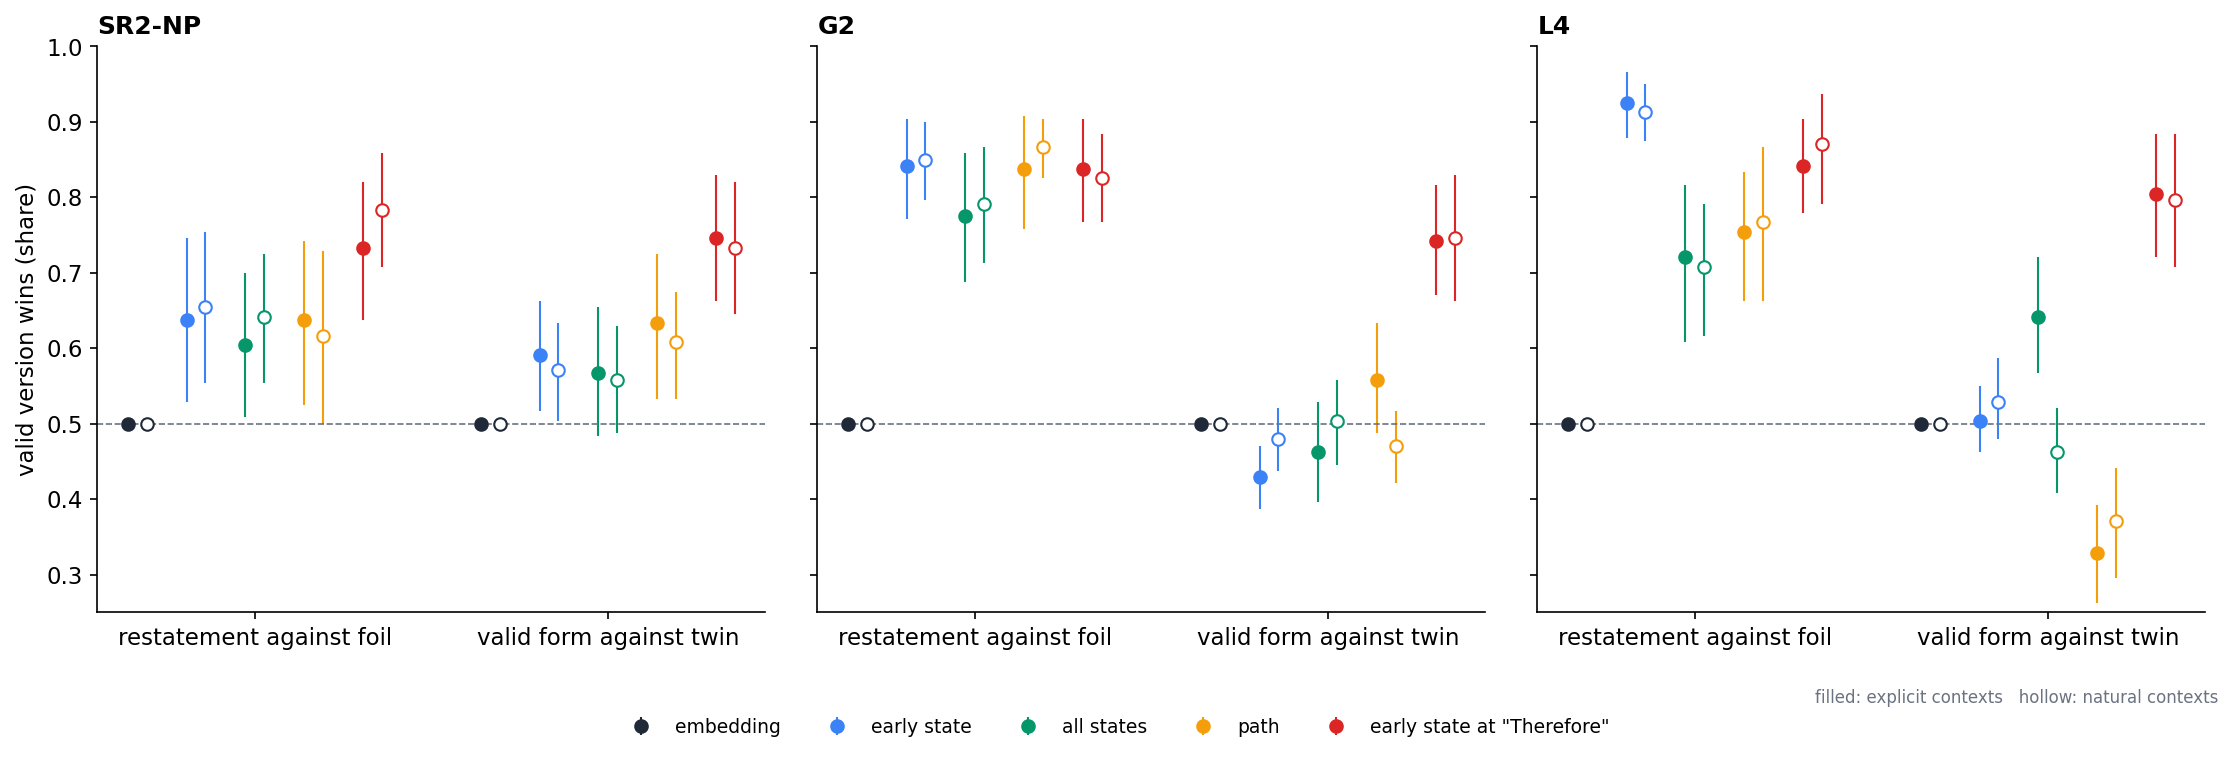 SR2-NP
G2
L4
valid version wins (share)
1.0
0.9
0.8
0.7
0.6
0.5
0.4
0.3
restatement against foil
valid form against twin
restatement against foil
valid form against twin
restatement against foil
valid form against twin
filled: explicit contexts hollow: natural contexts
embedding
early state
all states
path
early state at "Therefore"